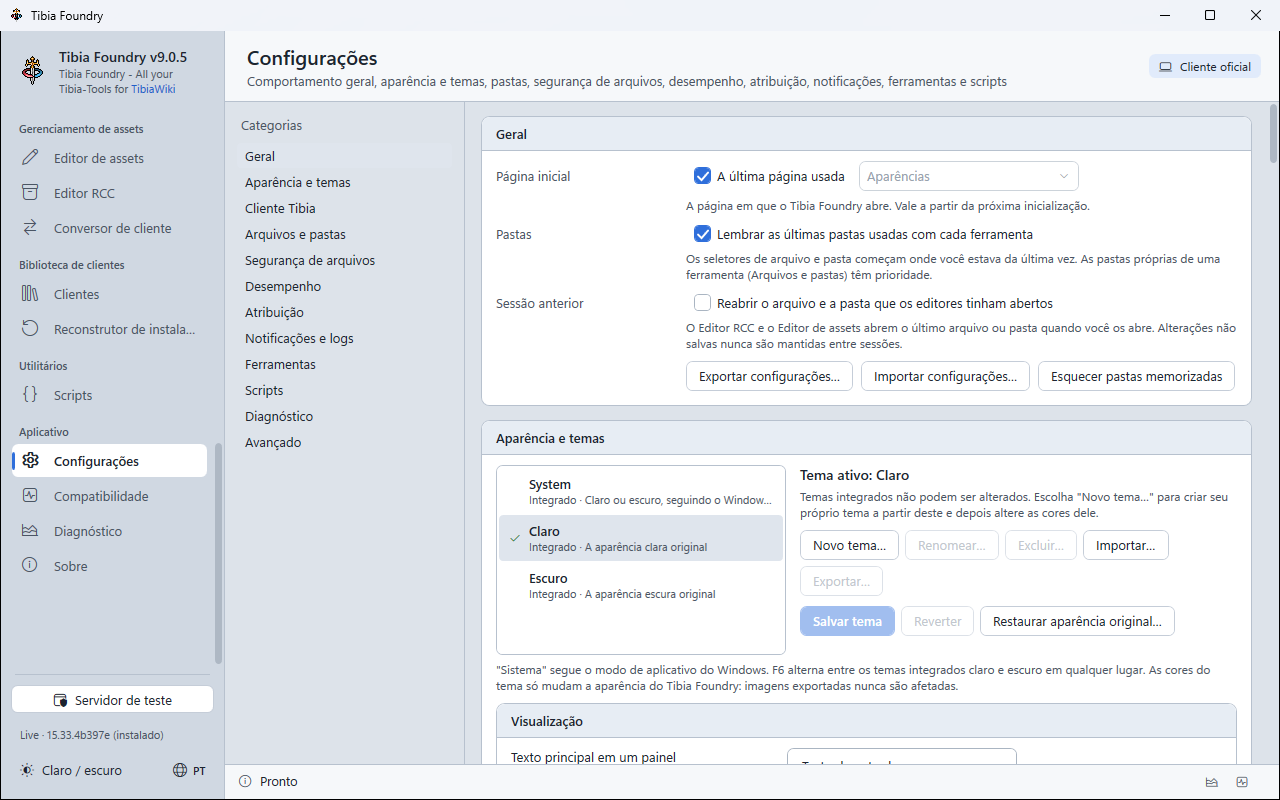 Tibia Foundry
Tibia Foundry v9.0.5
Tibia Foundry - All your
Tibia-Tools for TibiaWiki
Gerenciamento de assets
Editor de assets
Editor RCC
Conversor de cliente
Biblioteca de clientes
Clientes
Reconstrutor de instala...
Utilitários
Scripts
Aplicativo
Configurações
Compatibilidade
Diagnóstico
Sobre
Servidor de teste
Live · 15.33.4b397e (instalado)
Claro / escuro
PT
Configurações
Comportamento geral, aparência e temas, pastas, segurança de arquivos, desempenho, atribuição, notificações, ferramentas e scripts
Cliente oficial
Categorias
Geral
Aparência e temas
Cliente Tibia
Arquivos e pastas
Segurança de arquivos
Desempenho
Atribuição
Notificações e logs
Ferramentas
Scripts
Diagnóstico
Avançado
Geral
Página inicial
A última página usada
Aparências
A página em que o Tibia Foundry abre. Vale a partir da próxima inicialização.
Pastas
Lembrar as últimas pastas usadas com cada ferramenta
Os seletores de arquivo e pasta começam onde você estava da última vez. As pastas próprias de uma
ferramenta (Arquivos e pastas) têm prioridade.
Sessão anterior
Reabrir o arquivo e a pasta que os editores tinham abertos
O Editor RCC e o Editor de assets abrem o último arquivo ou pasta quando você os abre. Alterações não
salvas nunca são mantidas entre sessões.
Exportar configurações...
Importar configurações...
Esquecer pastas memorizadas
Aparência e temas
System
Integrado · Claro ou escuro, seguindo o Window...
Claro
Integrado · A aparência clara original
Escuro
Integrado · A aparência escura original
Tema ativo: Claro
Temas integrados não podem ser alterados. Escolha "Novo tema..." para criar seu
próprio tema a partir deste e depois altere as cores dele.
Novo tema...
Renomear...
Excluir...
Importar...
Exportar...
Salvar tema
Reverter
Restaurar aparência original...
"Sistema" segue o modo de aplicativo do Windows. F6 alterna entre os temas integrados claro e escuro em qualquer lugar. As cores do
tema só mudam a aparência do Tibia Foundry: imagens exportadas nunca são afetadas.
Visualização
Texto principal em um painel
Pronto